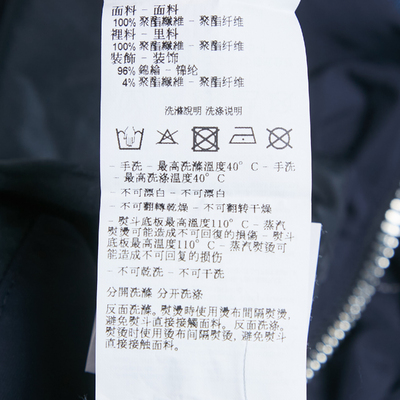 面料 - 面料
100% 聚酯纖維 - 聚酯纤维
裡料 - 里料
100% 聚酯纖維 - 聚酯纤维
裝飾 - 装饰
96% 錦綸 - 锦纶
4% 聚酯纖維 - 聚酯纤维
洗滌說明 洗涤说明
- 手洗 - 最高洗滌溫度40° C - 手洗
- 最高洗涤温度40° C
- 不可漂白 - 不可漂白
- 不可翻轉乾燥 - 不可翻转干燥
- 熨斗底板最高溫度110° C - 蒸汽
熨燙可能造成不可回復的損傷 - 熨斗
底板最高温度110° C - 蒸汽熨烫可
能造成不可回复的损伤
- 不可乾洗 - 不可干洗
分開洗滌 分开洗涤
反面洗滌。熨燙時使用燙布間隔熨燙,
避免熨斗直接接觸面料。 反面洗涤。
熨烫时使用烫布间隔熨烫, 避免熨斗
直接接触面料。